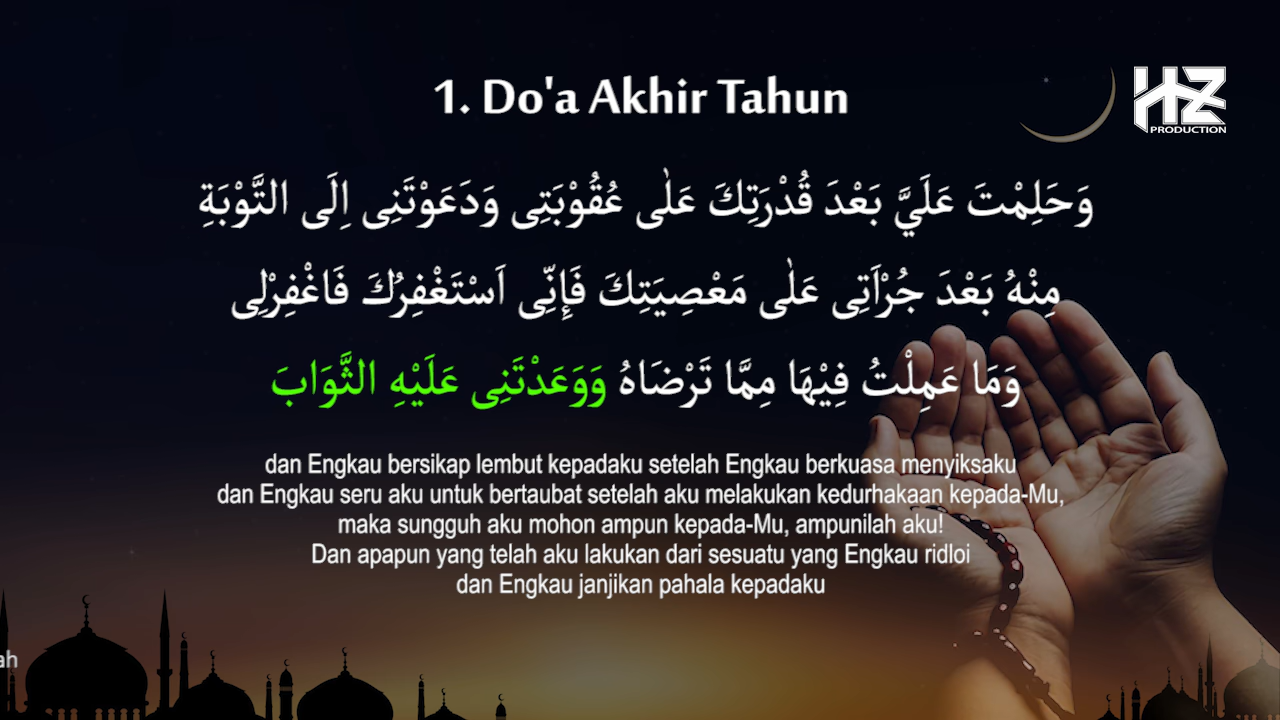 1. Do'a Akhir Tahun
HZ
PRODUCTION
وَحَلِمْتَ عَلَيَّ بَعْدَ قُدْرَتِكَ عَلٰى عُقُوْبَتِى وَدَعَوْتَنِى اِلَى التَّوْبَةِ
مِنْهُ بَعْدَ جُرْاَتِى عَلٰى مَعْصِيَتِكَ فَإِنِّى اَسْتَغْفِرُكَ فَاغْفِرْلِى
وَمَا عَمِلْتُ فِيْهَا مِمَّا تَرْضَاهُ وَوَعَدْتَنِى عَلَيْهِ الثَّوَابَ
dan Engkau bersikap lembut kepadaku setelah Engkau berkuasa menyiksaku
dan Engkau seru aku untuk bertaubat setelah aku melakukan kedurhakaan kepada-Mu,
maka sungguh aku mohon ampun kepada-Mu, ampunilah aku!
Dan apapun yang telah aku lakukan dari sesuatu yang Engkau ridloi
dan Engkau janjikan pahala kepadaku